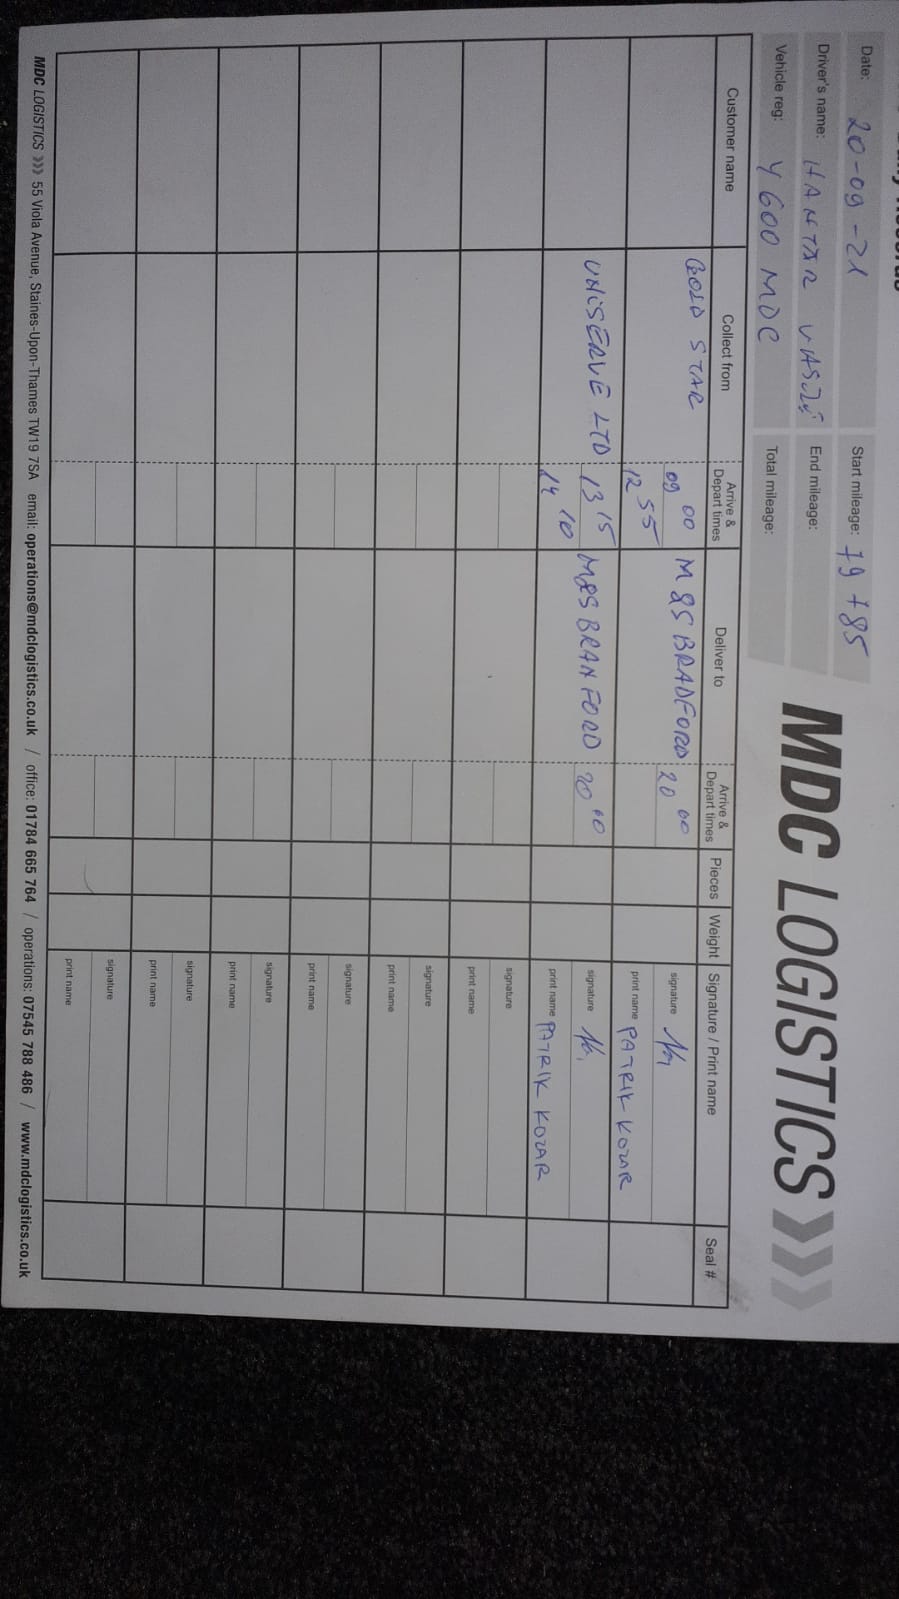 Date: 20-09-21
Start mileage: 79785
Driver's name: HANTAR VASILE
End mileage:
Vehicle reg: Y600 MDC
Total mileage:
MDC LOGISTICS
Customer name Collect from Arrive & Depart times Deliver to Arrive & Depart times Pieces Weight Signature / Print name Seal #
GOLD STAR 09 00 M&S BRADFORD 20 00 signature
12 55 print name PATRIK KOZAR
UNISERVE LTD 13 15 M&S BRANFORD 20 00 signature
14 10 print name PATRIK KOZAR
signature
print name
signature
print name
signature
print name
signature
print name
signature
print name
signature
print name
MDC LOGISTICS 55 Viola Avenue, Staines-Upon-Thames TW19 7SA email: operations@mdclogistics.co.uk / office: 01784 665 764 / operations: 07545 788 486 / www.mdclogistics.co.uk